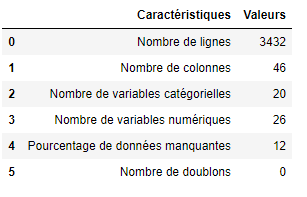 Caractéristiques Valeurs
0 Nombre de lignes 3432
1 Nombre de colonnes 46
2 Nombre de variables catégorielles 20
3 Nombre de variables numériques 26
4 Pourcentage de données manquantes 12
5 Nombre de doublons 0